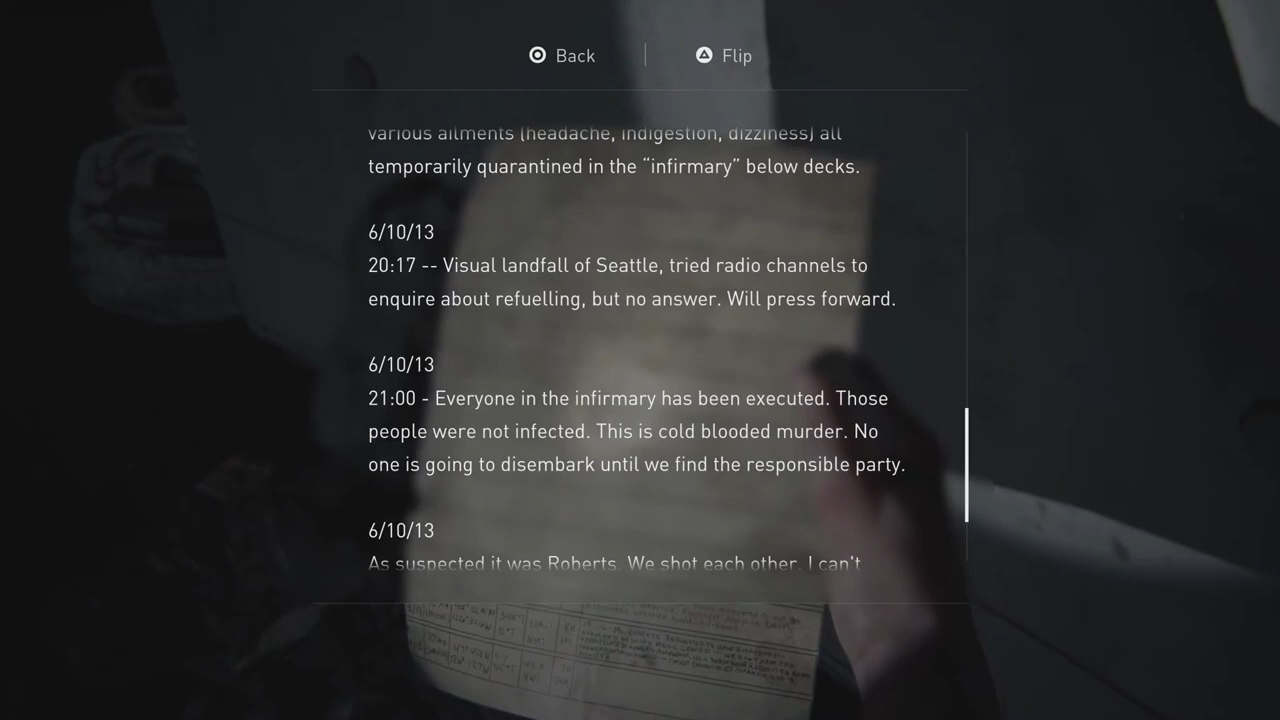 Back
Flip
various ailments (headache, indigestion, dizziness) all
temporarily quarantined in the “infirmary” below decks.
6/10/13
20:17 -- Visual landfall of Seattle, tried radio channels to
enquire about refuelling, but no answer. Will press forward.
6/10/13
21:00 - Everyone in the infirmary has been executed. Those
people were not infected. This is cold blooded murder. No
one is going to disembark until we find the responsible party.
6/10/13
As suspected it was Roberts. We shot each other. I can't